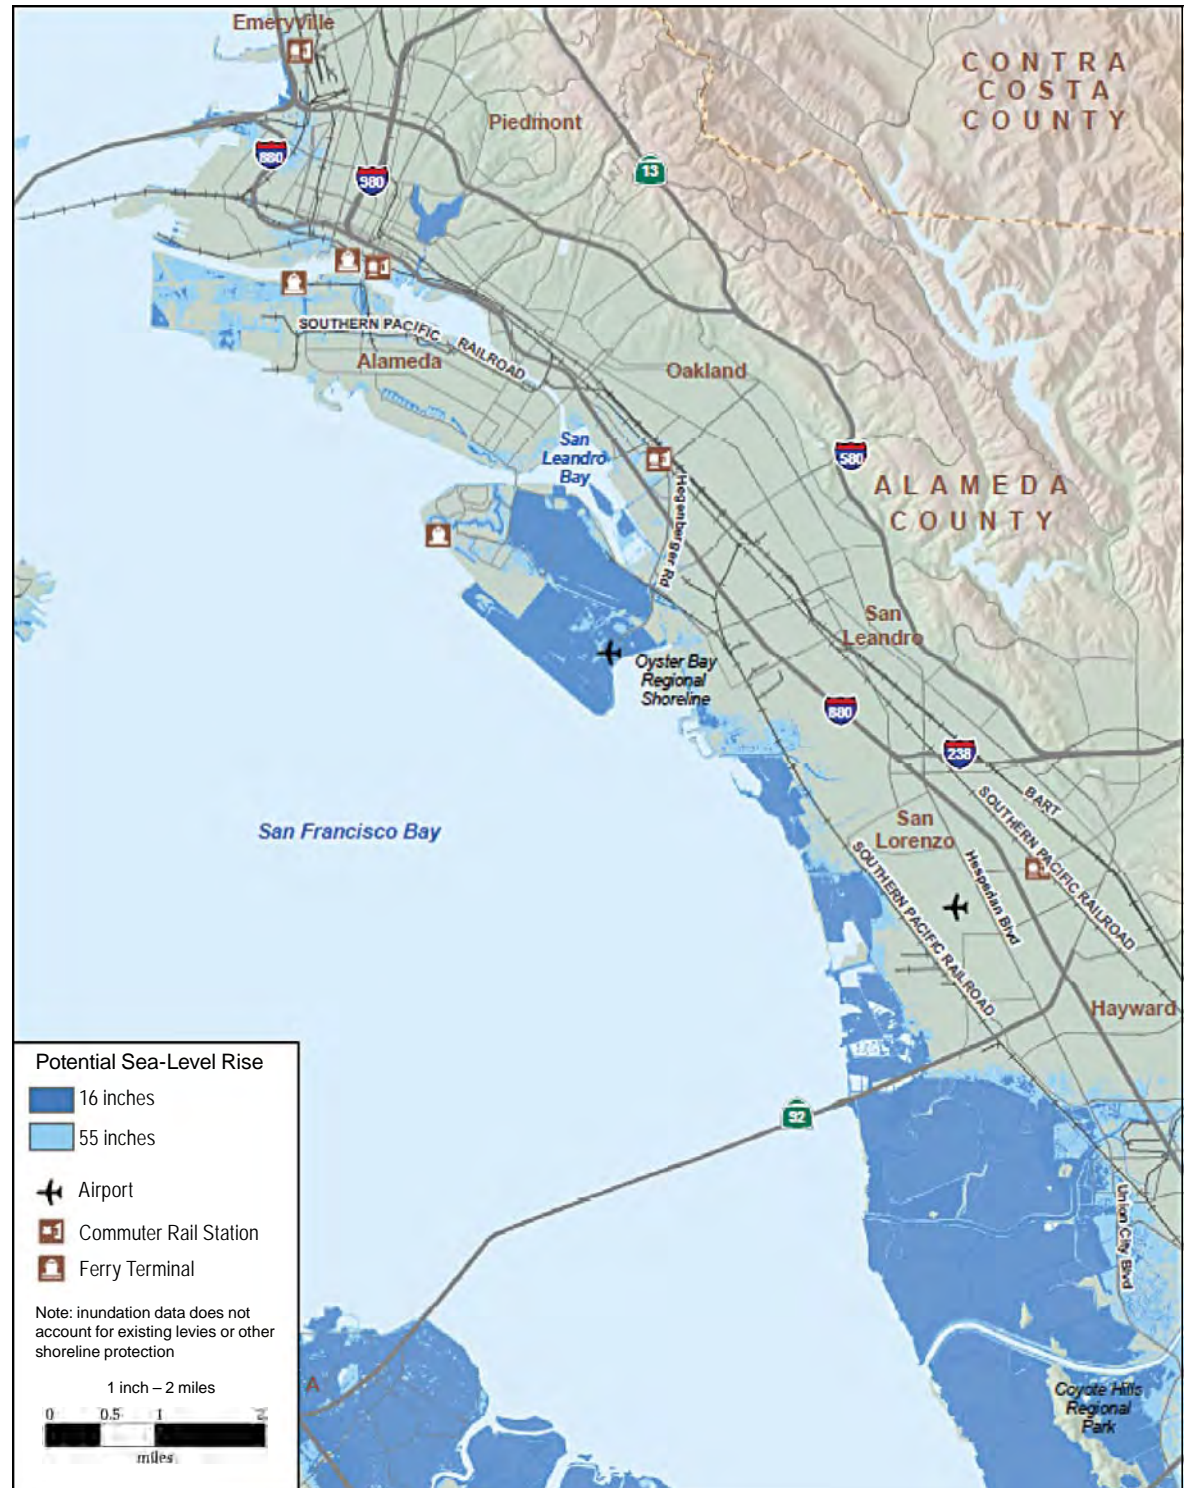 Emeryville
CONTRA
COSTA
COUNTY
Piedmont
880
980
13
SOUTHERN PACIFIC RAILROAD
Alameda
Oakland
San
Leandro
Bay
580
ALAMEDA
COUNTY
Hegenberger Rd
San
Leandro
Oyster Bay
Regional
Shoreline
880
238
BART
SOUTHERN PACIFIC RAILROAD
San Francisco Bay
San
Lorenzo
SOUTHERN PACIFIC RAILROAD
Hesperian Blvd
Hayward
92
Union City Blvd
Coyote Hills
Regional
Park
A
Potential Sea-Level Rise
16 inches
55 inches
Airport
Commuter Rail Station
Ferry Terminal
Note: inundation data does not
account for existing levies or other
shoreline protection
1 inch – 2 miles
0 0.5 1 2
miles